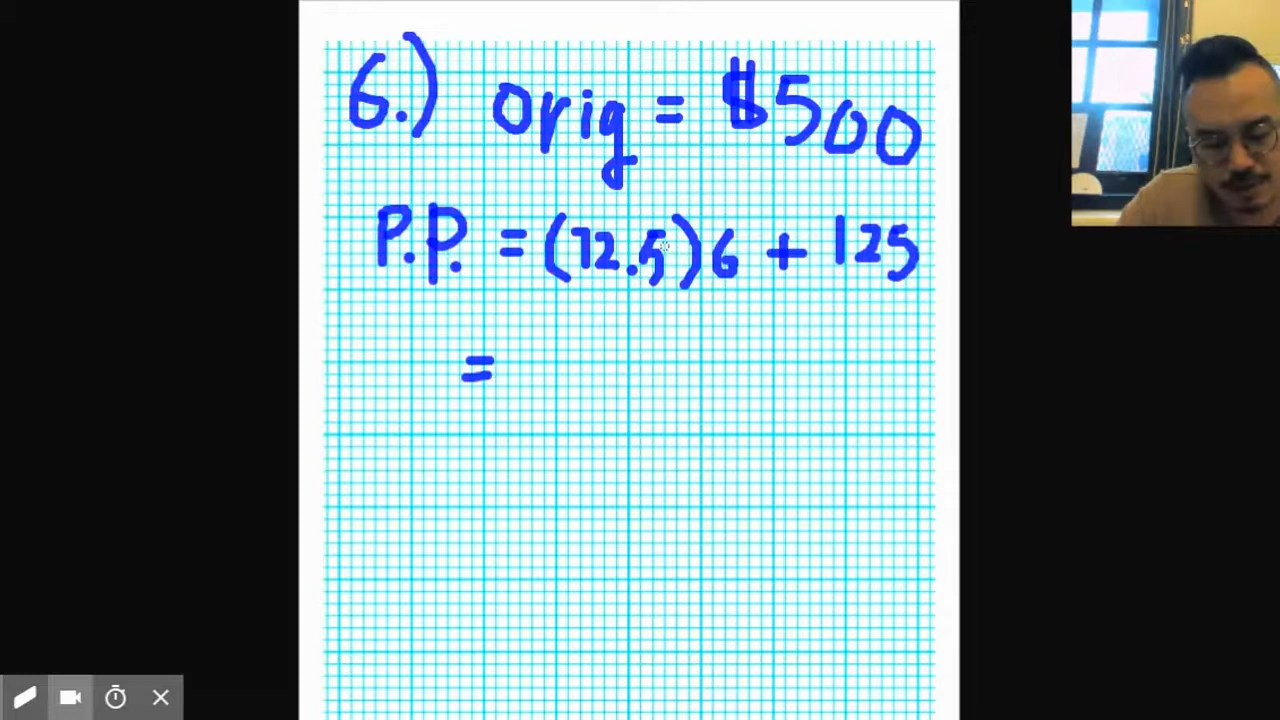 6.) orig = $500
P.P. = (72.5)6 + 125
=